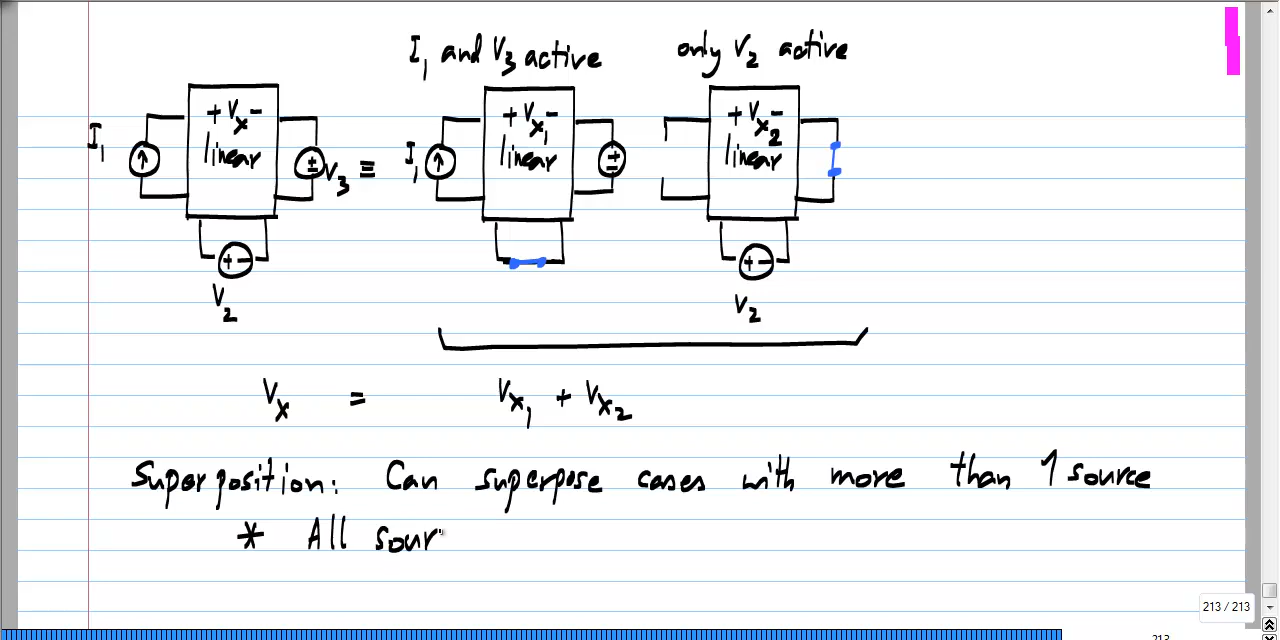 I1 and V3 active only V2 active
+ Vx - + Vx1 - + Vx2 -
I1 linear V3 ≡ I1 linear linear
+ - + -
V2 V2
Vx = Vx1 + Vx2
Superposition: Can superpose cases with more than 1 source
* All sour
213 / 213
213